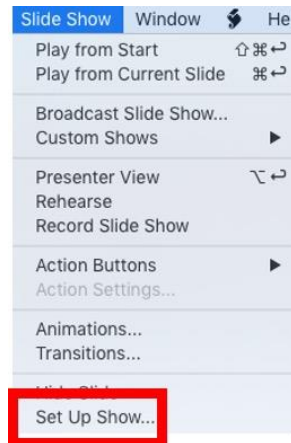 Slide Show Window He
Play from Start ⇧⌘↩
Play from Current Slide ⌘↩
Broadcast Slide Show...
Custom Shows ▶
Presenter View ⌥↩
Rehearse
Record Slide Show
Action Buttons ▶
Action Settings...
Animations...
Transitions...
Set Up Show...